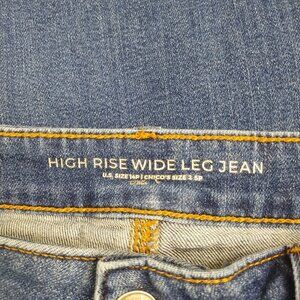 HIGH RISE WIDE LEG JEAN
U.S. SIZE 14P | CHICO'S SIZE 2.5P